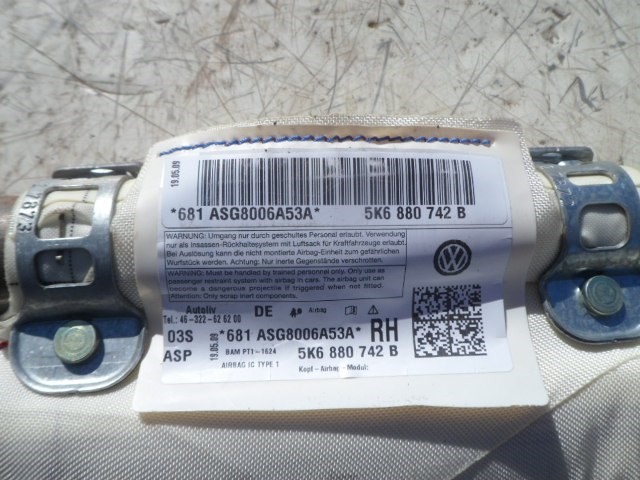 19.05.09
*681 ASG8006A53A* 5K6 880 742 B
WARNUNG: Umgang nur durch geschultes Personal erlaubt. Verwendung
nur als Insassen-Rückhaltesystem mit Luftsack für Kraftfahrzeuge erlaubt.
Bei Auslösung kann die nicht montierte Airbag-Einheit zum gefährlichen
Wurfstück werden. Achtung: Nur inerte Gegenstände verschrotten.
WARNING: Must be handled by trained personnel only. Only use as
passenger restraint system with airbag in cars. The airbag unit can
become a dangerous projectile if triggered when not fitted.
Attention: Only scrap inert components.
Autoliv DE Airbag
Tel.: 46-322-62 62 00
03S 19.05.09 *681 ASG8006A53A* RH
ASP BAM PT1-1624 5K6 880 742 B
AIRBAG IC TYPE 1 Kopf-Airbag-Modul
873